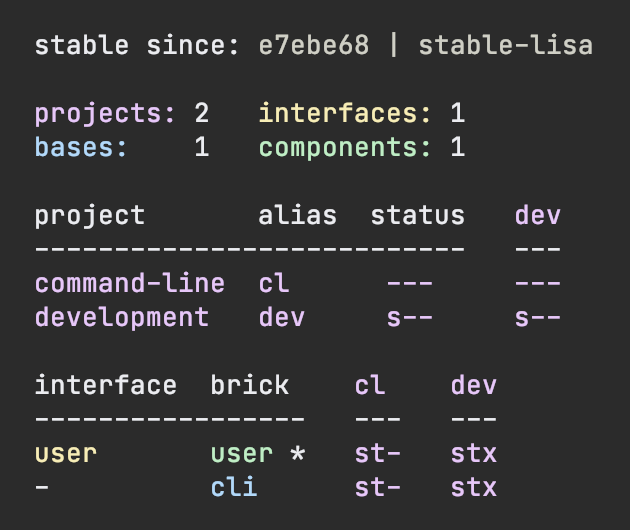 stable since: e7ebe68 | stable-lisa
projects: 2   interfaces: 1
bases:    1   components: 1
project       alias  status   dev
---------------------------   ---
command-line  cl      ---     ---
development   dev     s--     s--
interface  brick    cl    dev
-----------------   ---   ---
user       user *   st-   stx
-          cli      st-   stx